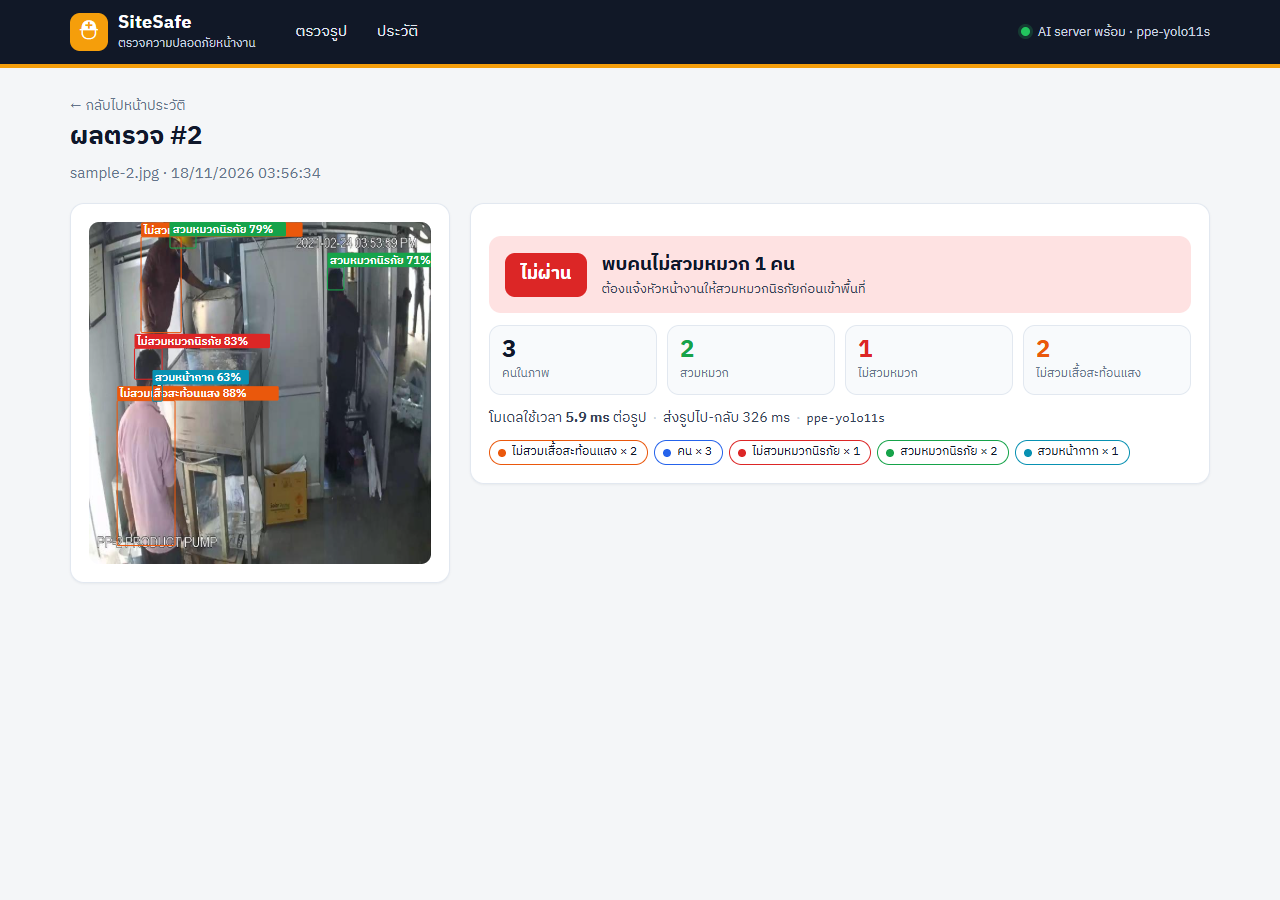 SiteSafe
ตรวจความปลอดภัยหน้างาน
ตรวจรูป
ประวัติ
AI server พร้อม · ppe-yolo11s
← กลับไปหน้าประวัติ
ผลตรวจ #2
sample-2.jpg · 18/11/2026 03:56:34
สวมหมวกนิรภัย 79%
03:53:59 PM
สวมหมวกนิรภัย 71%
ไม่สวมหมวกนิรภัย 83%
สวมหน้ากาก 63%
ไม่สวมเสื้อสะท้อนแสง 88%
PRODUCT PUMP
ไม่ผ่าน
พบคนไม่สวมหมวก 1 คน
ต้องแจ้งหัวหน้างานให้สวมหมวกนิรภัยก่อนเข้าพื้นที่
3
คนในภาพ
2
สวมหมวก
1
ไม่สวมหมวก
2
ไม่สวมเสื้อสะท้อนแสง
โมเดลใช้เวลา 5.9 ms ต่อรูป · ส่งรูปไป-กลับ 326 ms · ppe-yolo11s
ไม่สวมเสื้อสะท้อนแสง × 2
คน × 3
ไม่สวมหมวกนิรภัย × 1
สวมหมวกนิรภัย × 2
สวมหน้ากาก × 1